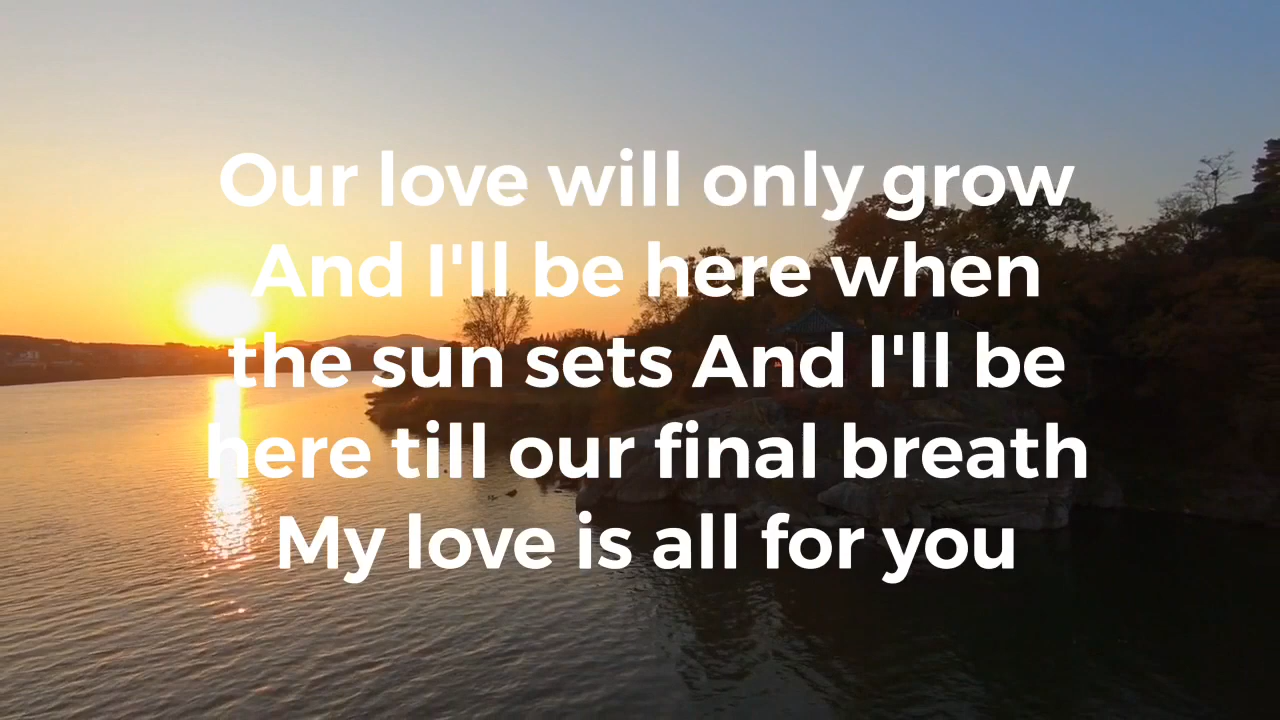 Our love will only grow
And I'll be here when
the sun sets And I'll be
here till our final breath
My love is all for you